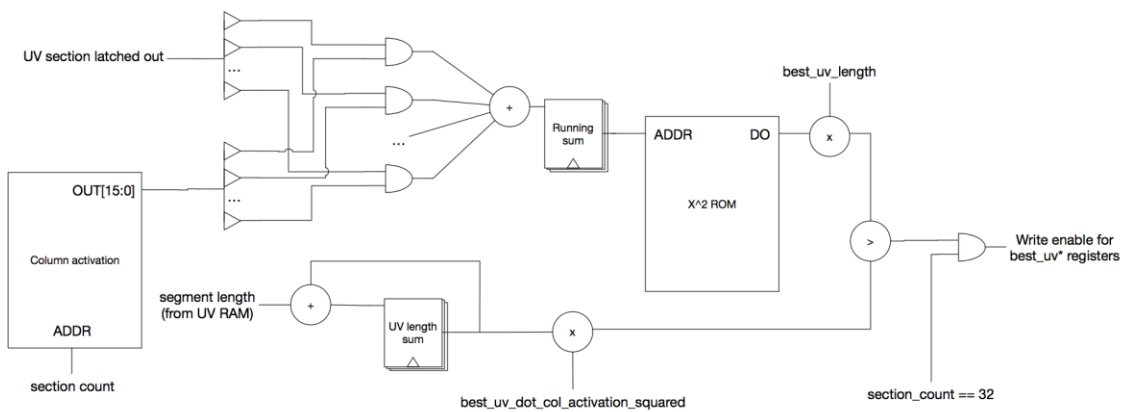 UV section latched out
...
...
best_uv_length
+
...
Running
sum
ADDR
DO
x
X^2 ROM
OUT[15:0]
...
Column activation
ADDR
section count
>
Write enable for
best_uv* registers
segment length
(from UV RAM)
+
UV length
sum
x
best_uv_dot_col_activation_squared
section_count == 32